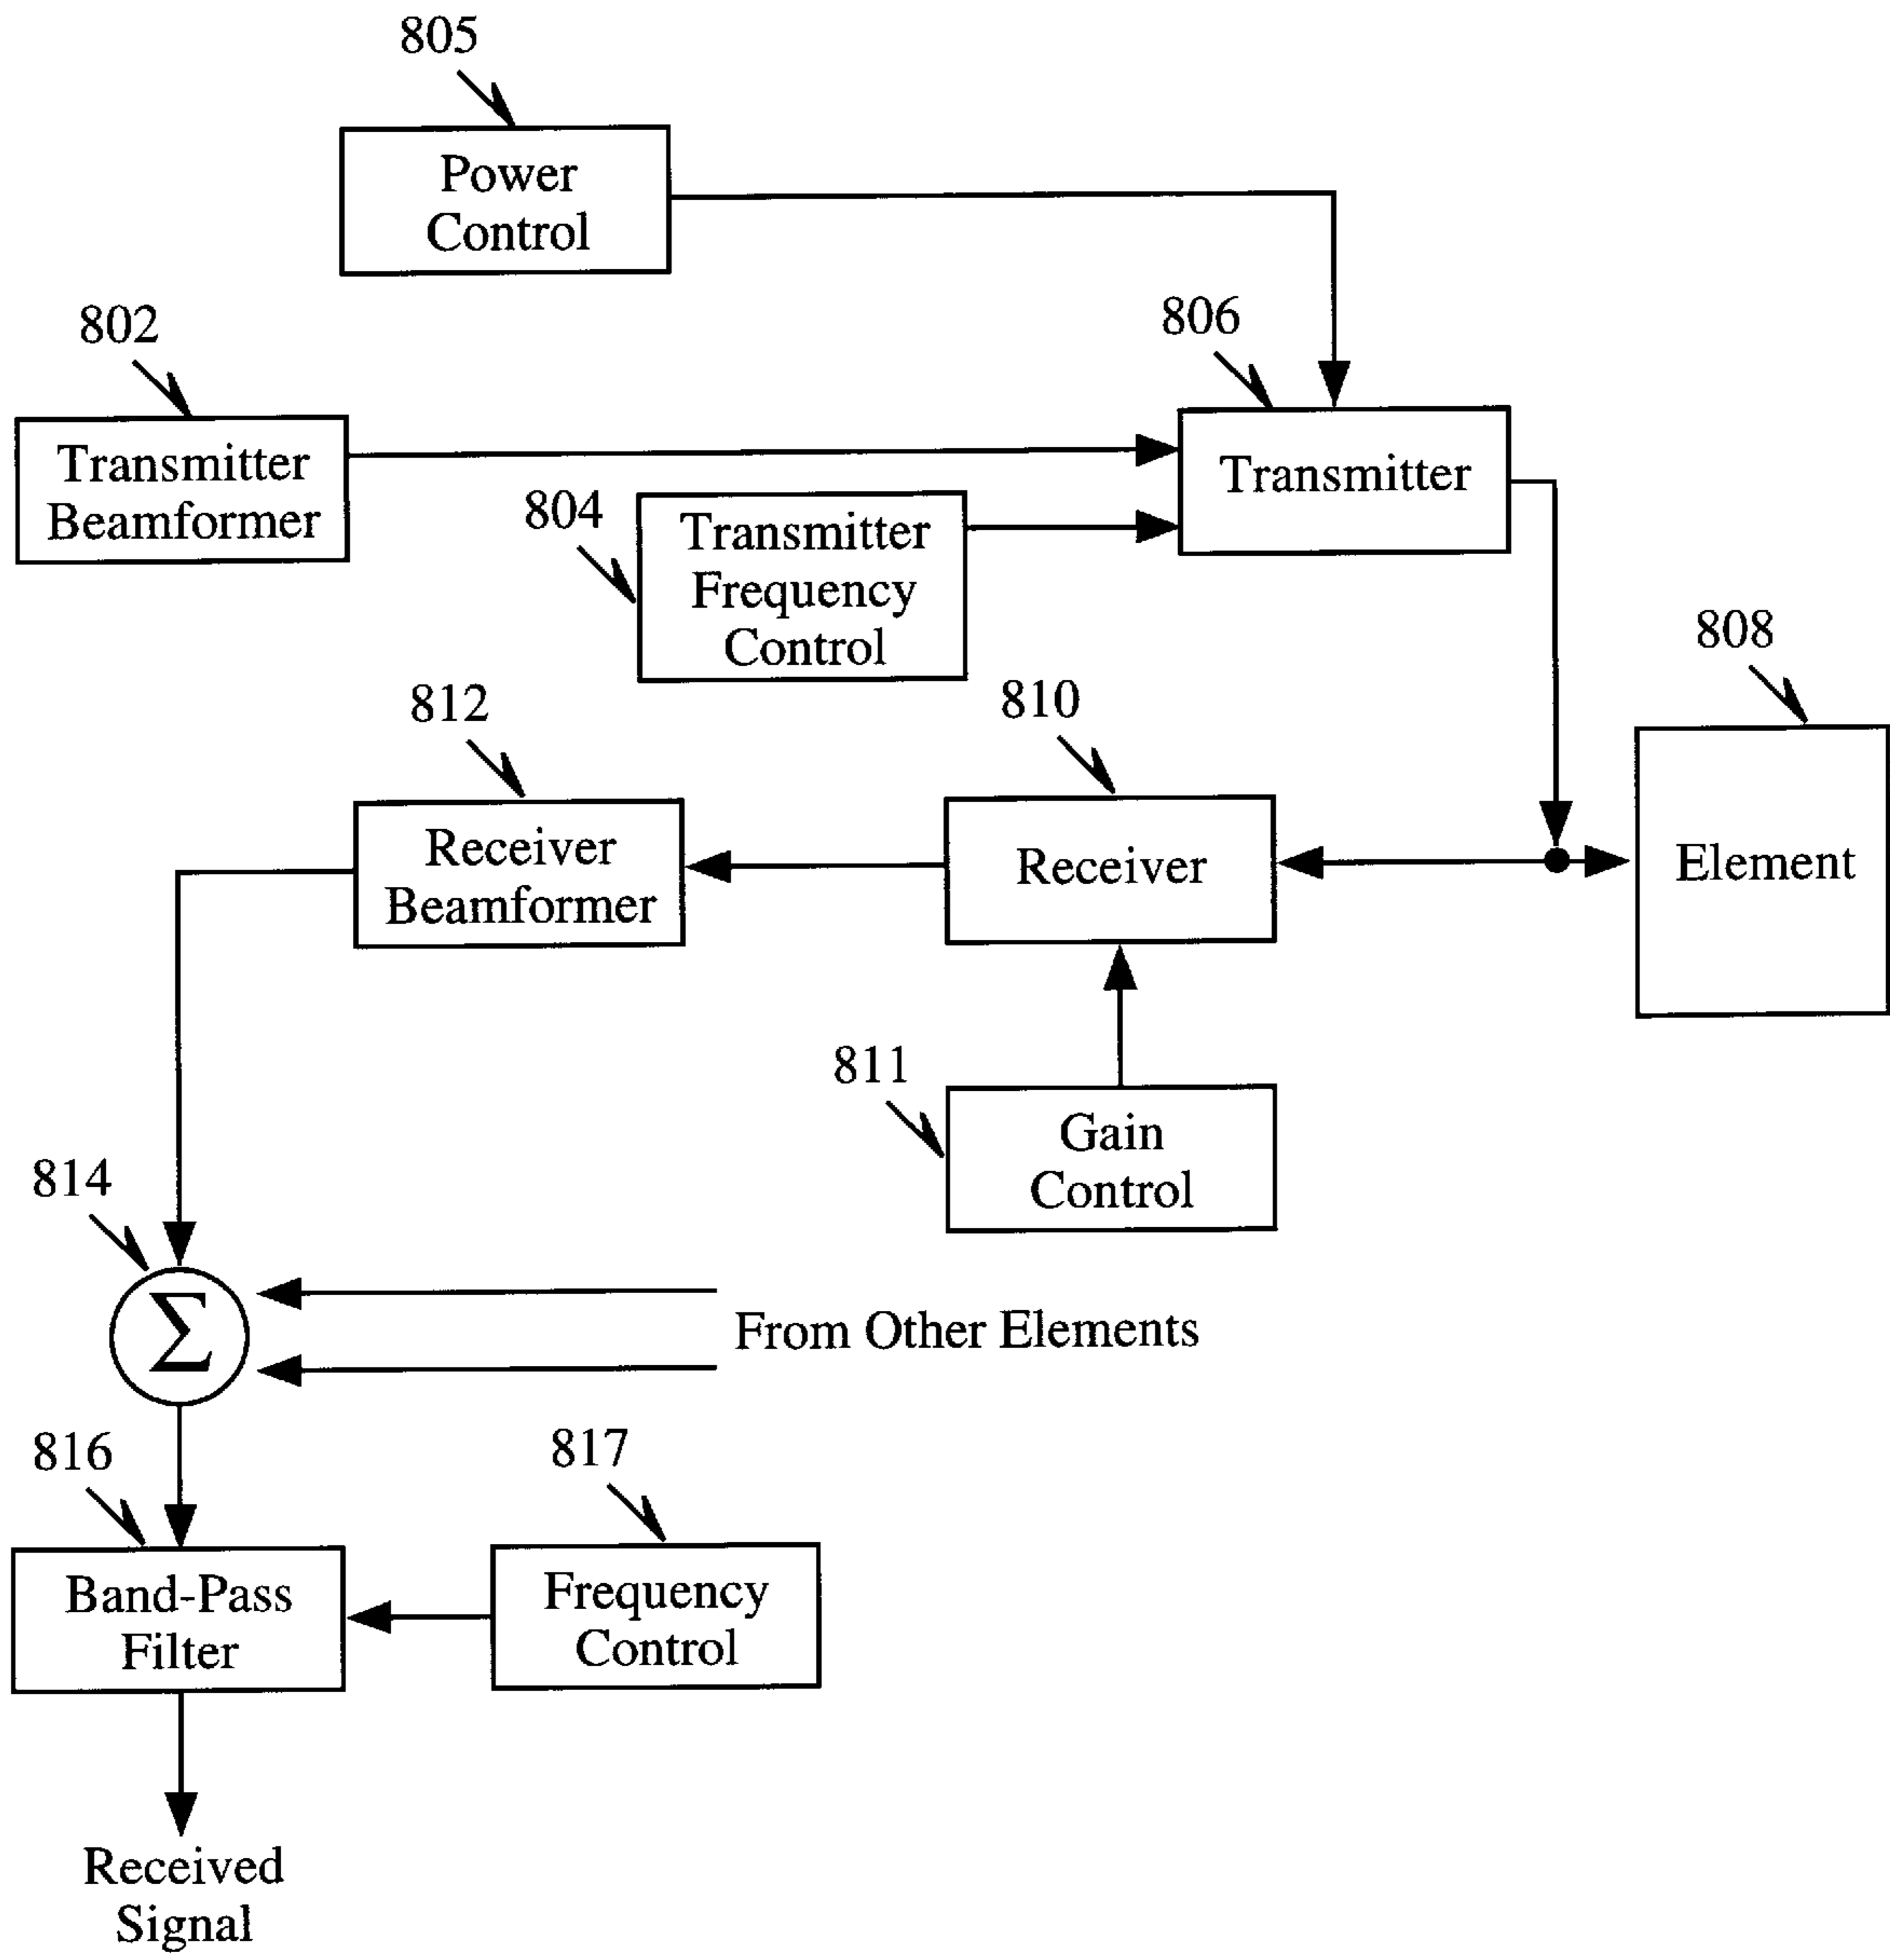 805
Power
Control
802
806
Transmitter
Beamformer
Transmitter
804
Transmitter
Frequency
Control
808
812
810
Receiver
Beamformer
Receiver
Element
811
Gain
Control
814
Σ
From Other Elements
816
817
Band-Pass
Filter
Frequency
Control
Received
Signal